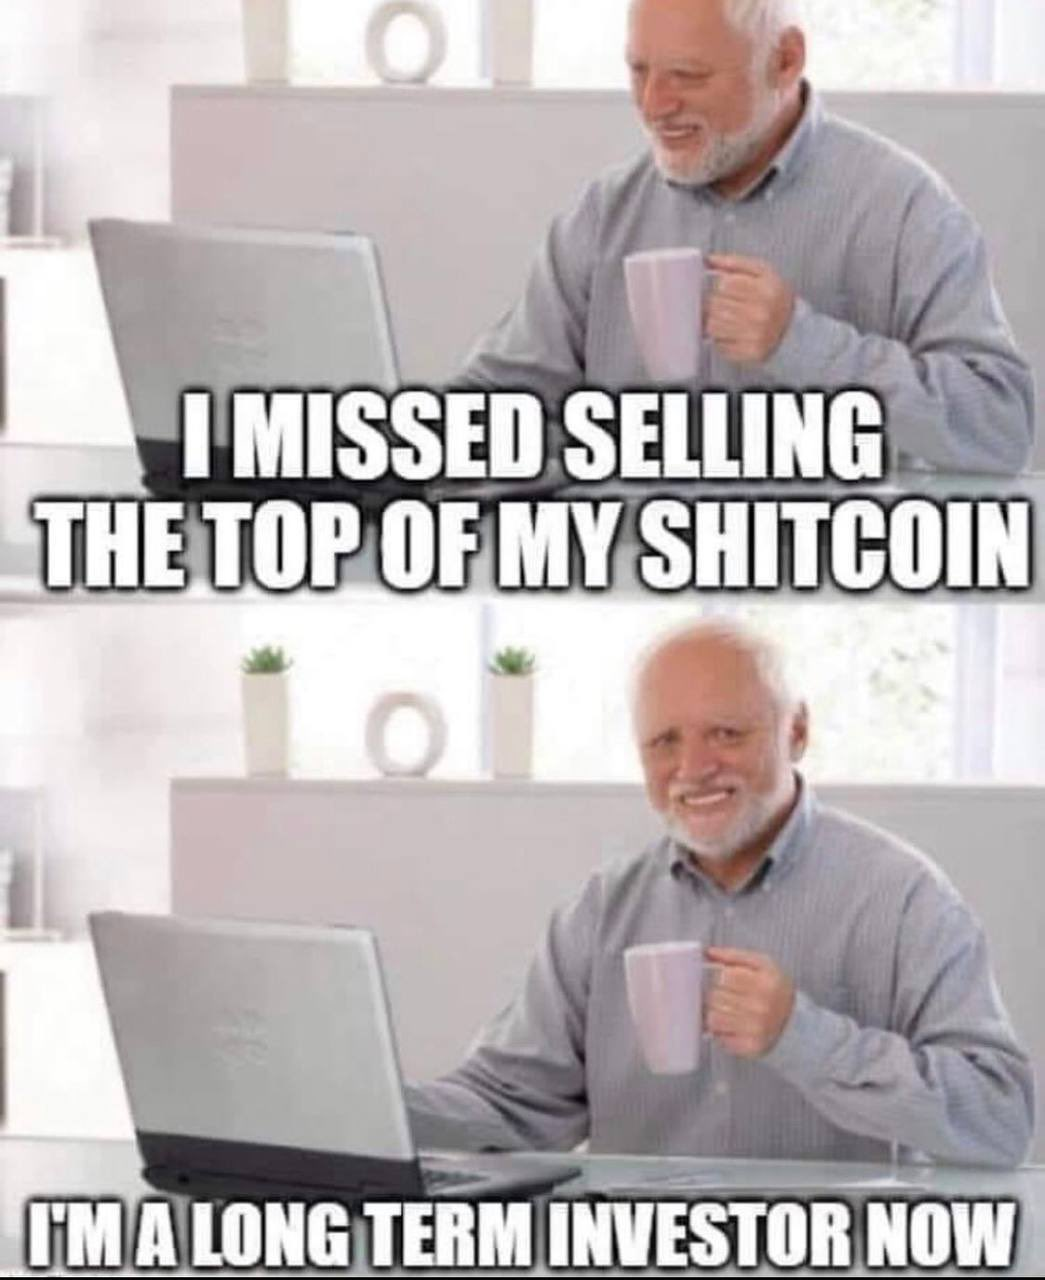 I MISSED SELLING
THE TOP OF MY SHITCOIN
I'M A LONG TERM INVESTOR NOW